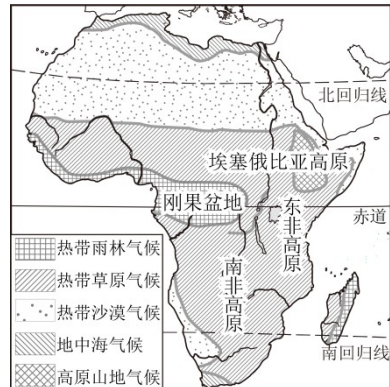 北回归线
埃塞俄比亚高原
刚果盆地
东非高原
赤道
南非高原
热带雨林气候
热带草原气候
热带沙漠气候
地中海气候
高原山地气候
南回归线